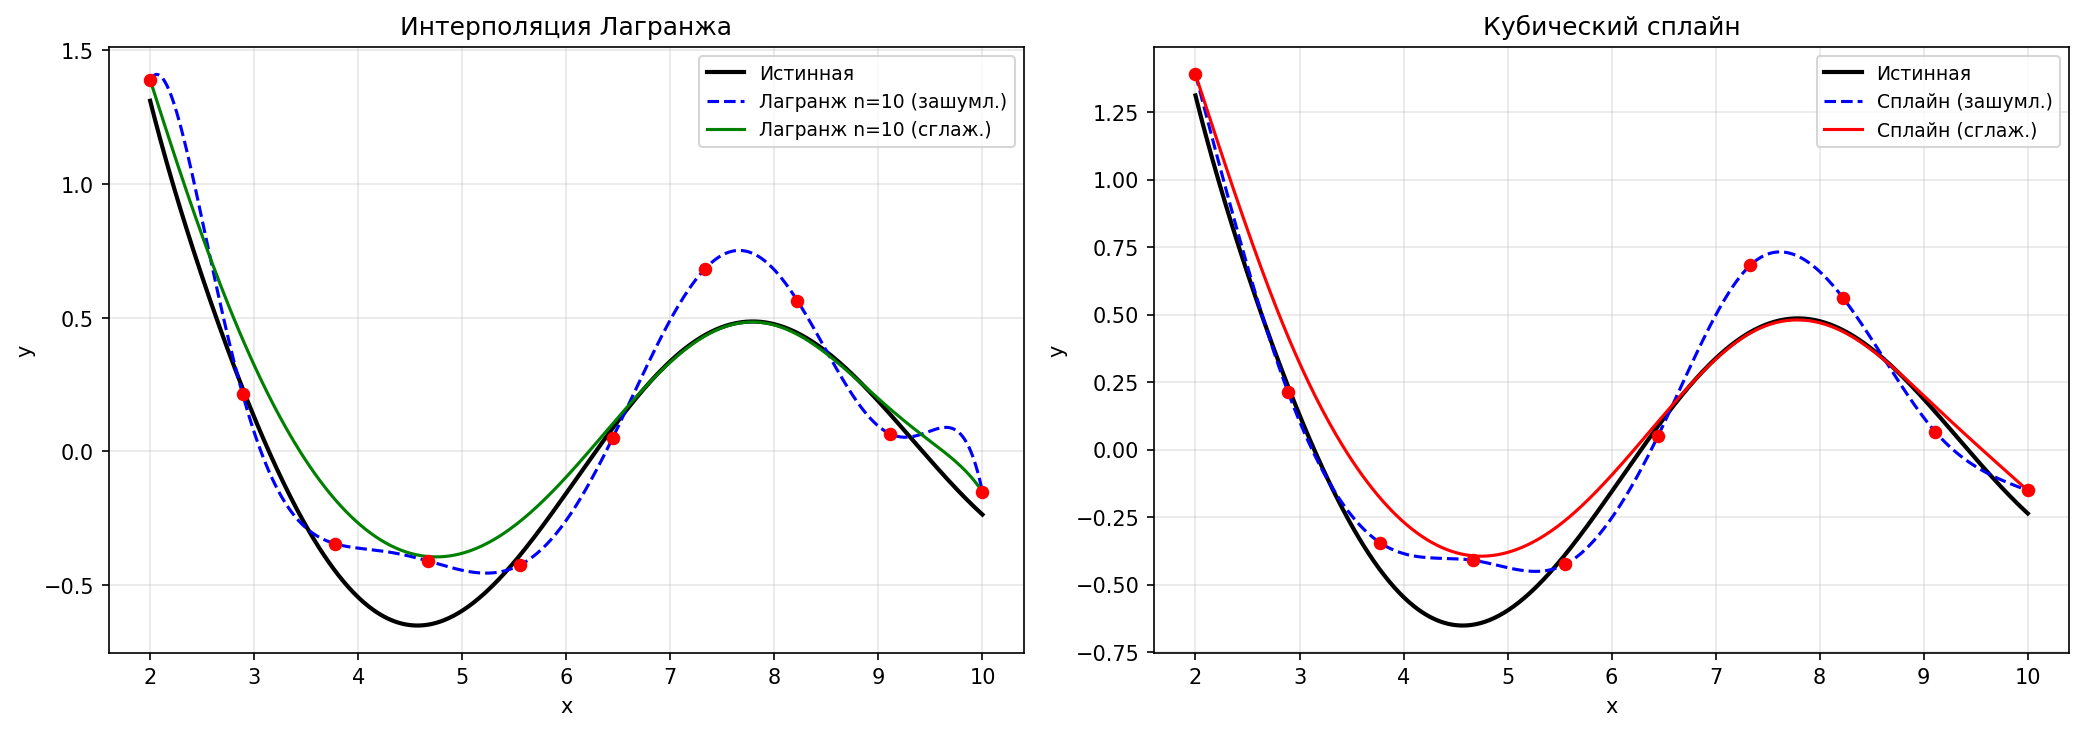 Интерполяция Лагранжа
1.5
1.0
0.5
0.0
−0.5
y
2 3 4 5 6 7 8 9 10
x
Истинная
Лагранж n=10 (зашумл.)
Лагранж n=10 (сглаж.)
Кубический сплайн
1.25
1.00
0.75
0.50
0.25
0.00
−0.25
−0.50
−0.75
y
2 3 4 5 6 7 8 9 10
x
Истинная
Сплайн (зашумл.)
Сплайн (сглаж.)